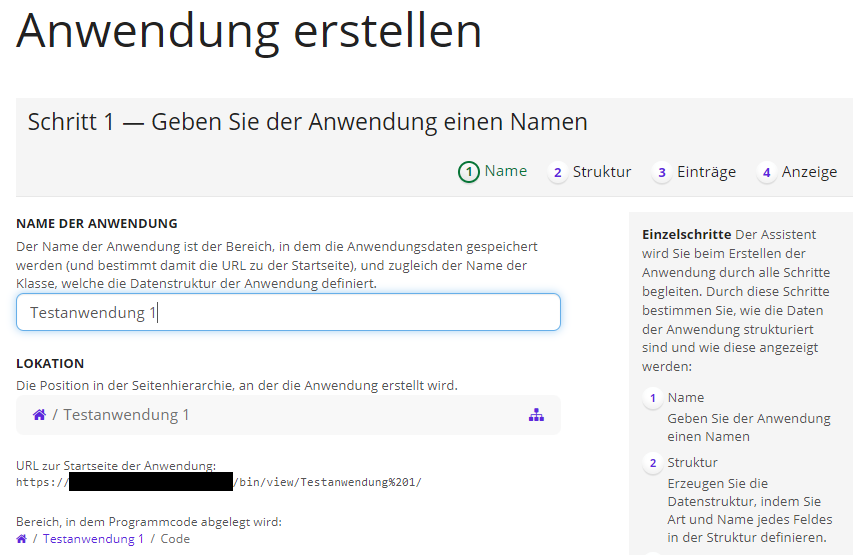 Anwendung erstellen
Schritt 1 — Geben Sie der Anwendung einen Namen
1 Name 2 Struktur 3 Einträge 4 Anzeige
NAME DER ANWENDUNG
Der Name der Anwendung ist der Bereich, in dem die Anwendungsdaten gespeichert
werden (und bestimmt damit die URL zu der Startseite), und zugleich der Name der
Klasse, welche die Datenstruktur der Anwendung definiert.
Testanwendung 1
LOKATION
Die Position in der Seitenhierarchie, an der die Anwendung erstellt wird.
/ Testanwendung 1
URL zur Startseite der Anwendung:
https:// /bin/view/Testanwendung%201/
Bereich, in dem Programmcode abgelegt wird:
/ Testanwendung 1 / Code
Einzelschritte Der Assistent
wird Sie beim Erstellen der
Anwendung durch alle Schritte
begleiten. Durch diese Schritte
bestimmen Sie, wie die Daten
der Anwendung strukturiert
sind und wie diese angezeigt
werden:
1 Name
Geben Sie der Anwendung
einen Namen
2 Struktur
Erzeugen Sie die
Datenstruktur, indem Sie
Art und Name jedes Feldes
in der Struktur definieren.